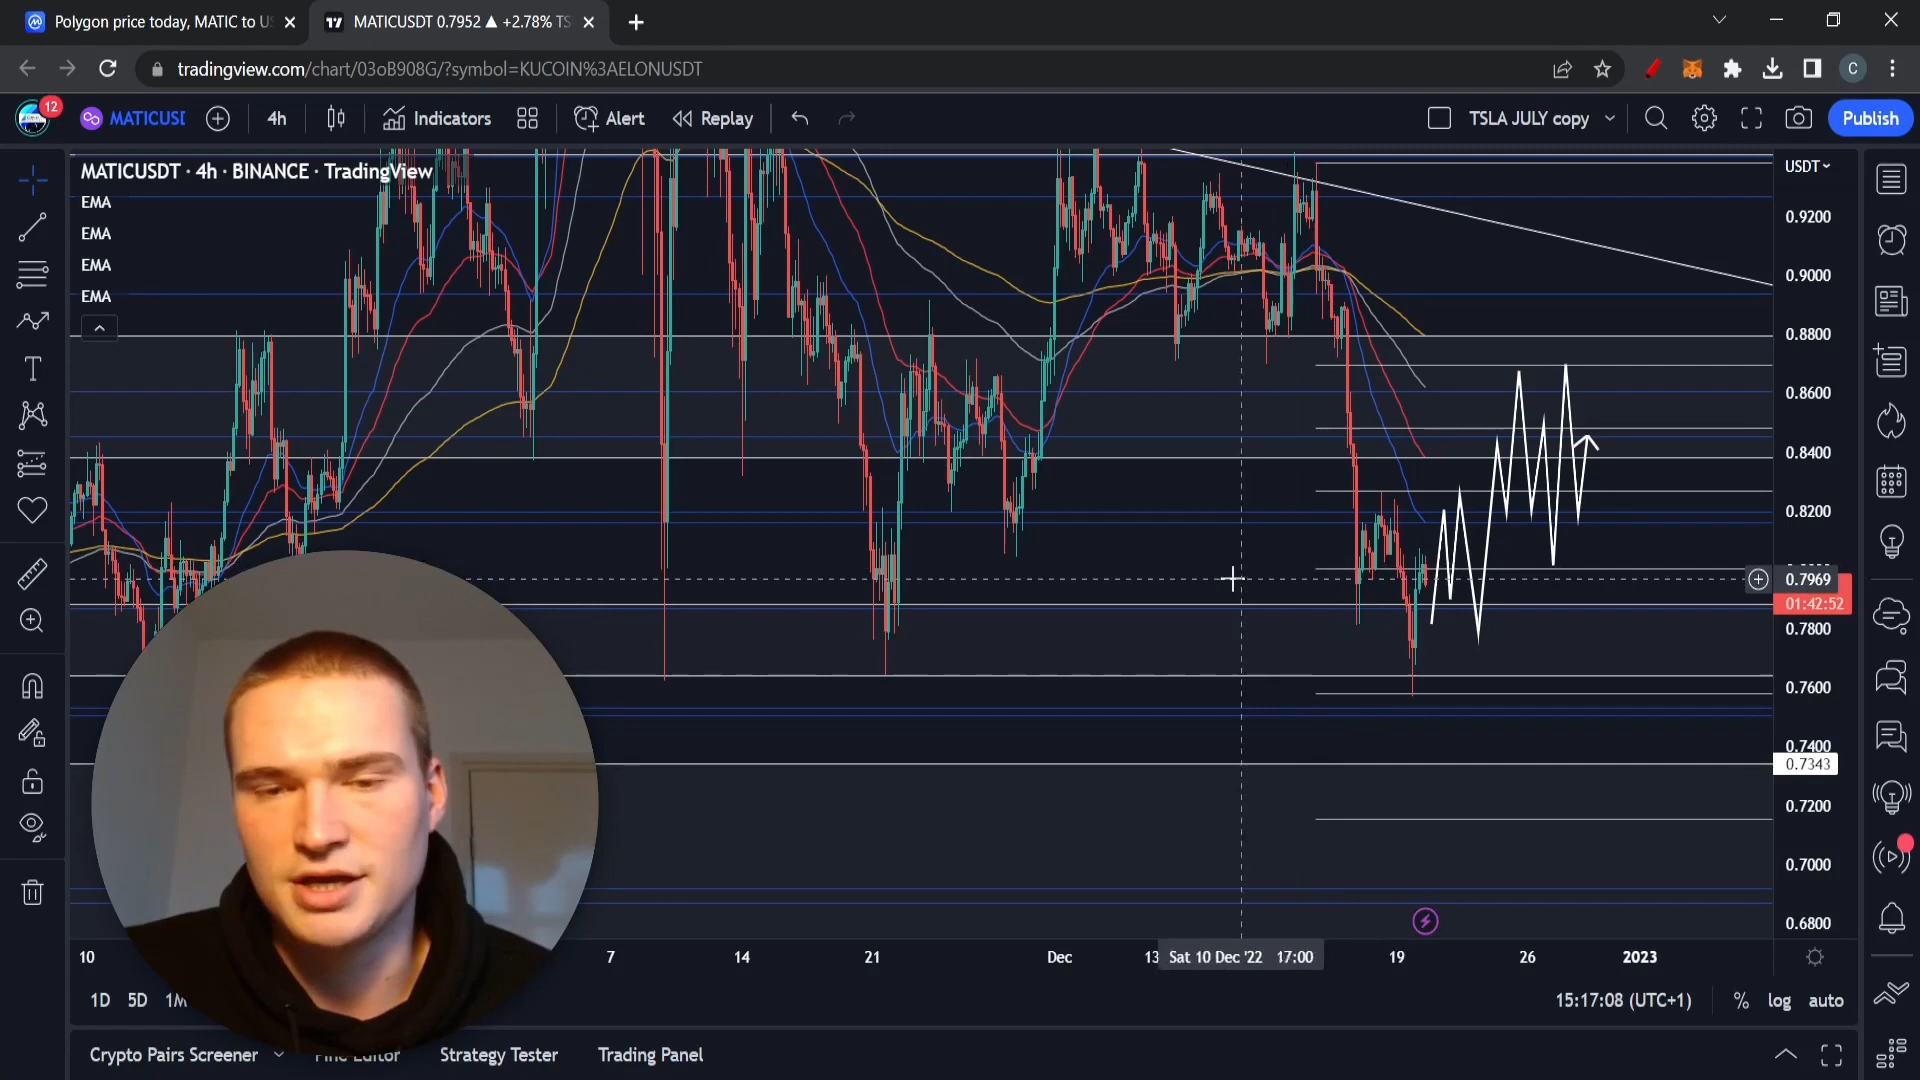 Polygon price today, MATIC to U
MATICUSDT 0.7952 ▲ +2.78% TS
tradingview.com/chart/03oB908G/?symbol=KUCOIN%3AELONUSDT
C
12
MATICUSD
4h
Indicators
Alert
Replay
TSLA JULY copy
Publish
MATICUSDT · 4h · BINANCE · TradingView
USDT
EMA
EMA
EMA
EMA
0.9200
0.9000
0.8800
0.8600
0.8400
0.8200
0.7969
01:42:52
0.7800
0.7600
0.7400
0.7343
0.7200
0.7000
0.6800
10
7
14
21
Dec
13
Sat 10 Dec '22 17:00
19
26
2023
1D
5D
1M
15:17:08 (UTC+1)
%
log
auto
Crypto Pairs Screener
Pine Editor
Strategy Tester
Trading Panel